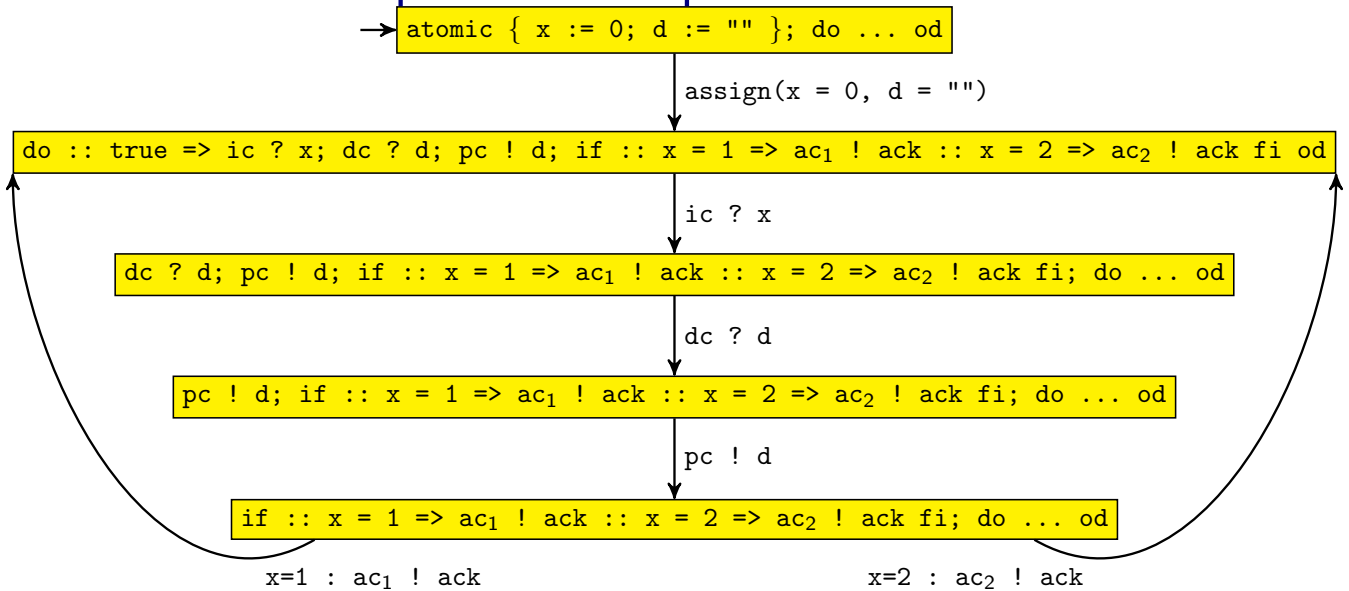 atomic { x := 0; d := "" }; do ... od
assign(x = 0, d = "")
do :: true => ic ? x; dc ? d; pc ! d; if :: x = 1 => ac₁ ! ack :: x = 2 => ac₂ ! ack fi od
ic ? x
dc ? d; pc ! d; if :: x = 1 => ac₁ ! ack :: x = 2 => ac₂ ! ack fi; do ... od
dc ? d
pc ! d; if :: x = 1 => ac₁ ! ack :: x = 2 => ac₂ ! ack fi; do ... od
pc ! d
if :: x = 1 => ac₁ ! ack :: x = 2 => ac₂ ! ack fi; do ... od
x=1 : ac₁ ! ack
x=2 : ac₂ ! ack